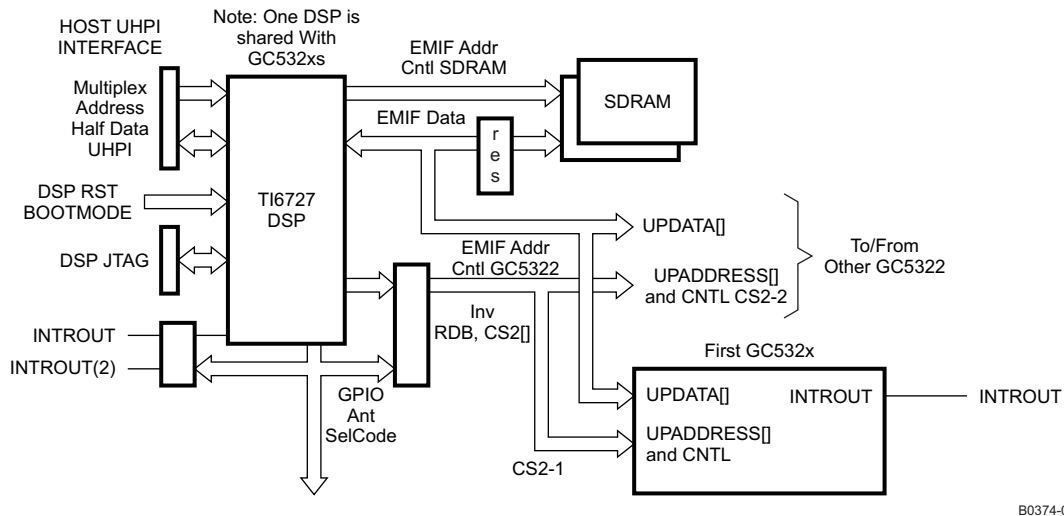 HOST UHPI
INTERFACE
Note: One DSP is
shared With
GC532xs
Multiplex
Address
Half Data
UHPI
EMIF Addr
Cntl SDRAM
SDRAM
EMIF Data
r
e
s
DSP RST
BOOTMODE
TI6727
DSP
UPDATA[]
DSP JTAG
EMIF Addr
Cntl GC5322
UPADDRESS[]
and CNTL CS2-2
To/From
Other GC5322
Inv
RDB, CS2[]
INTROUT
INTROUT(2)
GPIO
Ant
SelCode
First GC532x
UPDATA[]
INTROUT
INTROUT
UPADDRESS[]
and CNTL
CS2-1